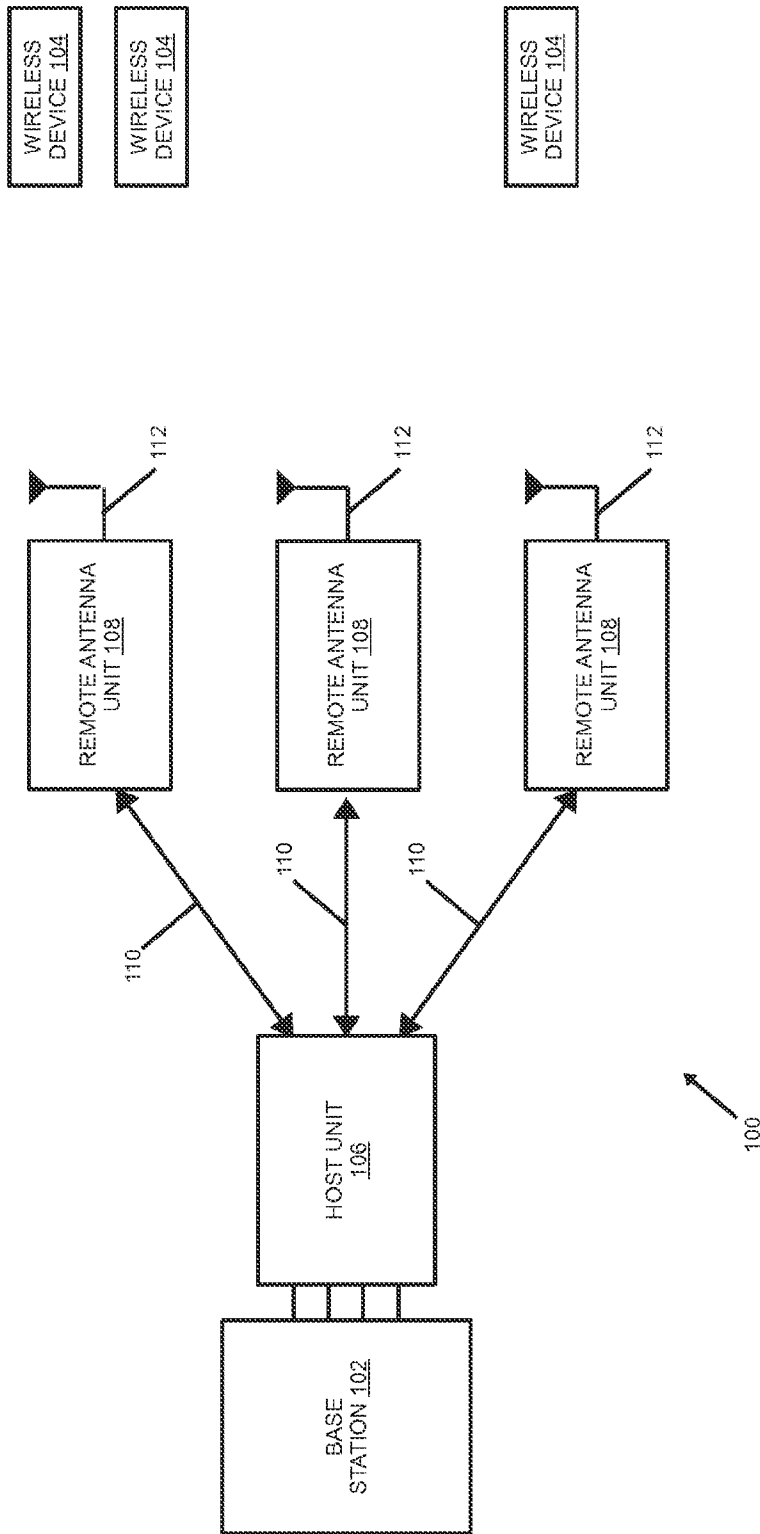 WIRELESS
DEVICE 104
WIRELESS
DEVICE 104
WIRELESS
DEVICE 104
112
112
112
REMOTE ANTENNA
UNIT 108
REMOTE ANTENNA
UNIT 108
REMOTE ANTENNA
UNIT 108
110
110
110
HOST UNIT
106
BASE
STATION 102
100